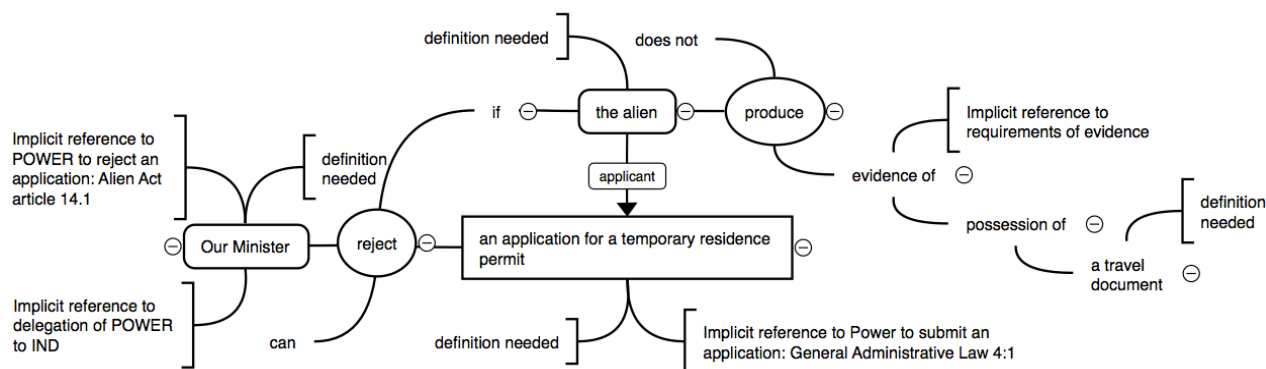 definition needed
does not
if
the alien
produce
Implicit reference to
requirements of evidence
Implicit reference to
POWER to reject an
application: Alien Act
article 14.1
definition
needed
applicant
evidence of
definition
needed
possession of
Our Minister
reject
an application for a temporary residence
permit
a travel
document
Implicit reference to
delegation of POWER
to IND
can
definition needed
Implicit reference to Power to submit an
application: General Administrative Law 4:1